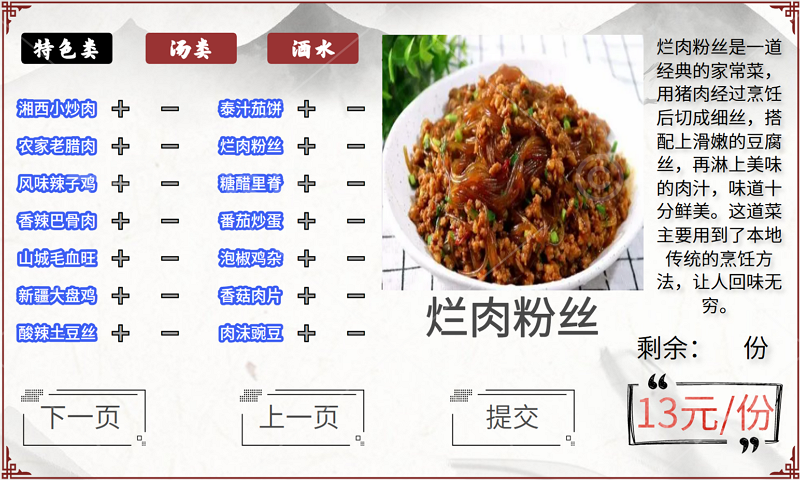 特色类
汤类
酒水
湘西小炒肉
泰汁茄饼
农家老腊肉
烂肉粉丝
风味辣子鸡
糖醋里脊
香辣巴骨肉
番茄炒蛋
山城毛血旺
泡椒鸡杂
新疆大盘鸡
香菇肉片
酸辣土豆丝
肉沫豌豆
烂肉粉丝是一道
经典的家常菜，
用猪肉经过烹饪
后切成细丝，搭
配上滑嫩的豆腐
丝，再淋上美味
的肉汁，味道十
分鲜美。这道菜
主要用到了本地
传统的烹饪方
法，让人回味无
穷。
烂肉粉丝
剩余： 份
13元/份
下一页
上一页
提交